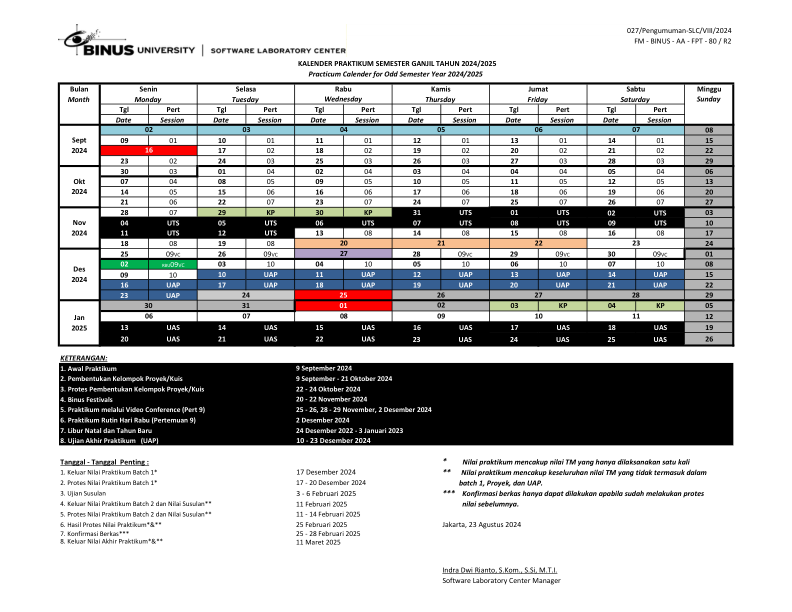 027/Pengumuman-SLC/VIII/2024
FM - BINUS - AA - FPT - 80 / R2
BINUS UNIVERSITY | SOFTWARE LABORATORY CENTER
KALENDER PRAKTIKUM SEMESTER GANJIL TAHUN 2024/2025
Practicum Calender for Odd Semester Year 2024/2025
Bulan Senin Selasa Rabu Kamis Jumat Sabtu Minggu
Month Monday Tuesday Wednesday Thursday Friday Saturday Sunday
Tgl Pert Tgl Pert Tgl Pert Tgl Pert Tgl Pert Tgl Pert
Date Session Date Session Date Session Date Session Date Session Date Session
Sept 2024
02 03 04 05 06 07 08
09 01 10 01 11 01 12 01 13 01 14 01 15
16 17 02 18 02 19 02 20 02 21 02 22
23 02 24 03 25 03 26 03 27 03 28 03 29
Okt 2024
30 03 01 04 02 04 03 04 04 04 05 04 06
07 04 08 05 09 05 10 05 11 05 12 05 13
14 05 15 06 16 06 17 06 18 06 19 06 20
21 06 22 07 23 07 24 07 25 07 26 07 27
Nov 2024
28 07 29 KP 30 KP 31 UTS 01 UTS 02 UTS 03
04 UTS 05 UTS 06 UTS 07 UTS 08 UTS 09 UTS 10
11 UTS 12 UTS 13 08 14 08 15 08 16 08 17
18 08 19 08 20 21 22 23 24
Des 2024
25 09vc 26 09vc 27 28 09vc 29 09vc 30 09vc 01
02 09vc 03 10 04 10 05 10 06 10 07 10 08
09 10 10 UAP 11 UAP 12 UAP 13 UAP 14 UAP 15
16 UAP 17 UAP 18 UAP 19 UAP 20 UAP 21 UAP 22
23 UAP 24 25 26 27 28 29
Jan 2025
30 31 01 02 03 KP 04 KP 05
06 07 08 09 10 11 12
13 UAS 14 UAS 15 UAS 16 UAS 17 UAS 18 UAS 19
20 UAS 21 UAS 22 UAS 23 UAS 24 UAS 25 UAS 26
KETERANGAN:
1. Awal Praktikum 9 September 2024
2. Pembentukan Kelompok Proyek/Kuis 9 September - 21 Oktober 2024
3. Protes Pembentukan Kelompok Proyek/Kuis 22 - 24 Oktober 2024
4. Binus Festivals 20 - 22 November 2024
5. Praktikum melalui Video Conference (Pert 9) 25 - 26, 28 - 29 November, 2 Desember 2024
6. Praktikum Rutin Hari Rabu (Pertemuan 9) 2 Desember 2024
7. Libur Natal dan Tahun Baru 24 Desember 2022 - 3 Januari 2023
8. Ujian Akhir Praktikum (UAP) 10 - 23 Desember 2024
Tanggal - Tanggal Penting :
1. Keluar Nilai Praktikum Batch 1* 17 Desember 2024
2. Protes Nilai Praktikum Batch 1* 17 - 20 Desember 2024
3. Ujian Susulan 3 - 6 Februari 2025
4. Keluar Nilai Praktikum Batch 2 dan Nilai Susulan** 11 Februari 2025
5. Protes Nilai Praktikum Batch 2 dan Nilai Susulan** 11 - 14 Februari 2025
6. Hasil Protes Nilai Praktikum*&** 25 Februari 2025
7. Konfirmasi Berkas*** 25 - 28 Februari 2025
8. Keluar Nilai Akhir Praktikum*&** 11 Maret 2025
* Nilai praktikum mencakup nilai TM yang hanya dilaksanakan satu kali
** Nilai praktikum mencakup keseluruhan nilai TM yang tidak termasuk dalam
batch 1, Proyek, dan UAP.
*** Konfirmasi berkas hanya dapat dilakukan apabila sudah melakukan protes
nilai sebelumnya.
Jakarta, 23 Agustus 2024
Indra Dwi Rianto, S.Kom., S.Si, M.T.I.
Software Laboratory Center Manager